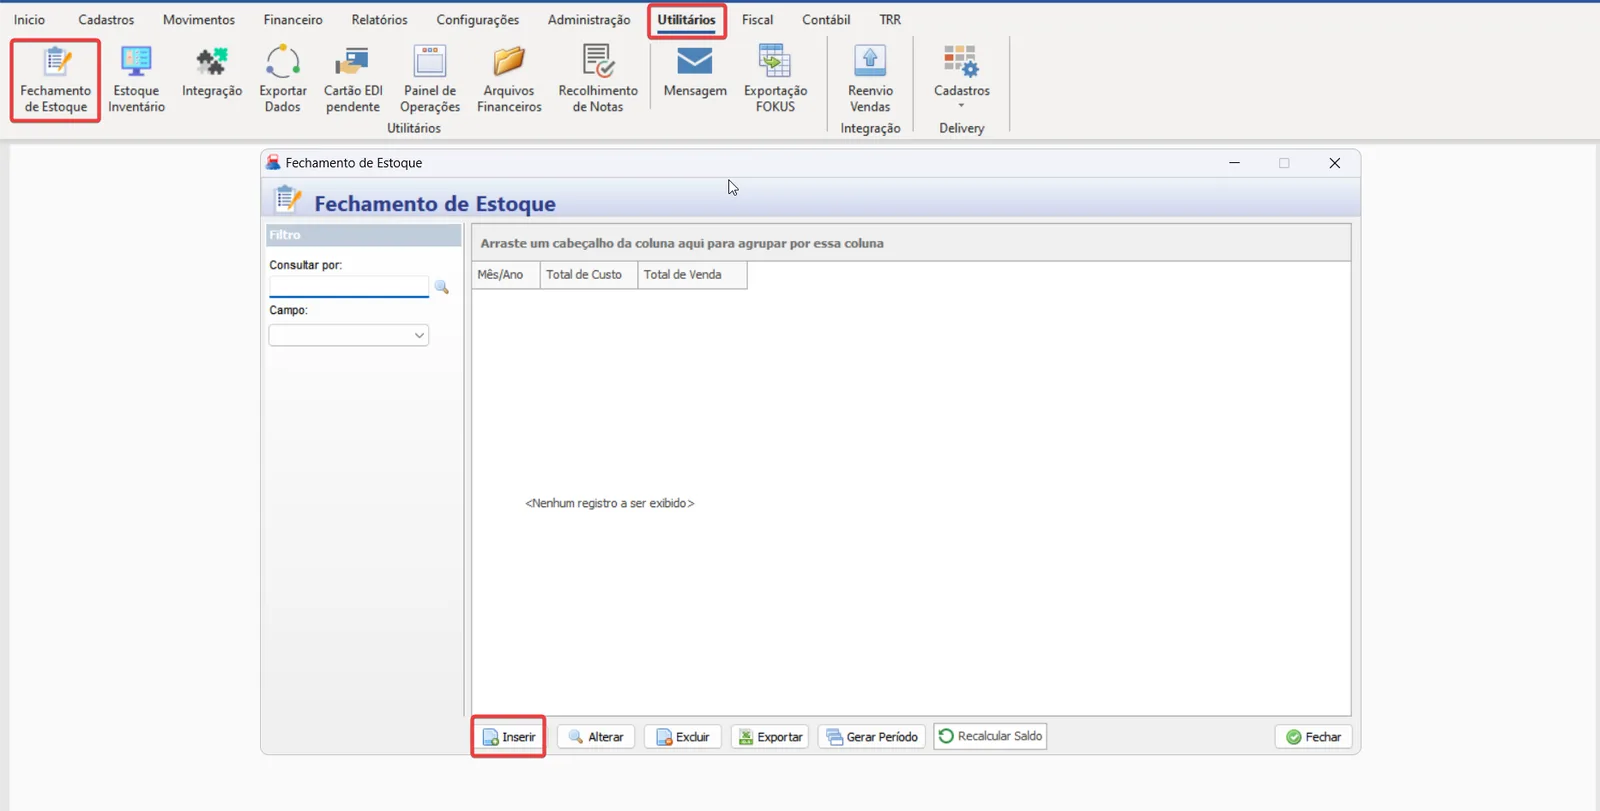 Inicio Cadastros Movimentos Financeiro Relatórios Configurações Administração Utilitários Fiscal Contábil TRR
Fechamento de Estoque
Estoque Inventário
Integração
Exportar Dados
Cartão EDI pendente
Painel de Operações
Arquivos Financeiros
Recolhimento de Notas
Mensagem
Exportação FOKUS
Reenvio Vendas
Cadastros
Utilitários
Integração
Delivery
Fechamento de Estoque
Fechamento de Estoque
Filtro
Consultar por:
Campo:
Arraste um cabeçalho da coluna aqui para agrupar por essa coluna
Mês/Ano Total de Custo Total de Venda
<Nenhum registro a ser exibido>
Inserir Alterar Excluir Exportar Gerar Período Recalcular Saldo Fechar